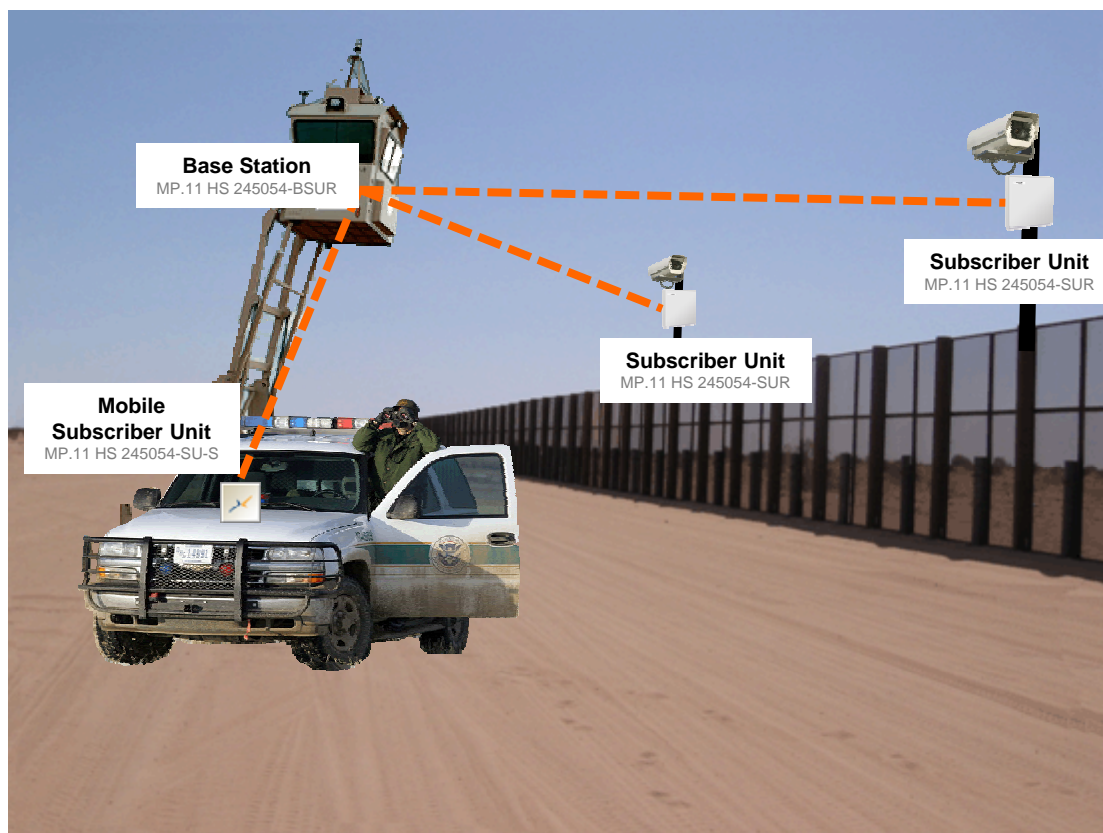 Base Station
MP.11 HS 245054-BSUR
Subscriber Unit
MP.11 HS 245054-SUR
Subscriber Unit
MP.11 HS 245054-SUR
Mobile
Subscriber Unit
MP.11 HS 245054-SU-S